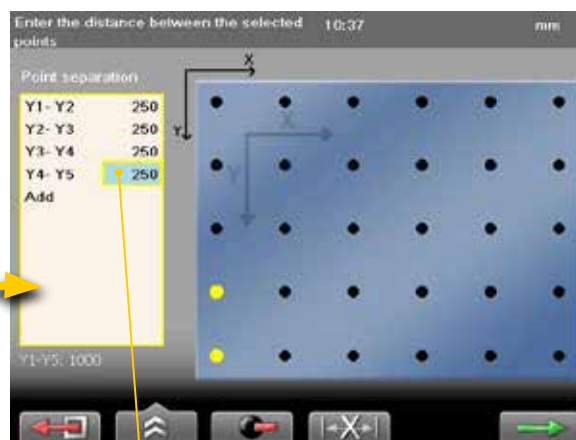 Enter the distance between the selected points 10:37 mm
Point separation
Y1- Y2 250
Y2- Y3 250
Y3- Y4 250
Y4- Y5 250
Add
Y1-Y5: 1000
X
Y
X
Y
X